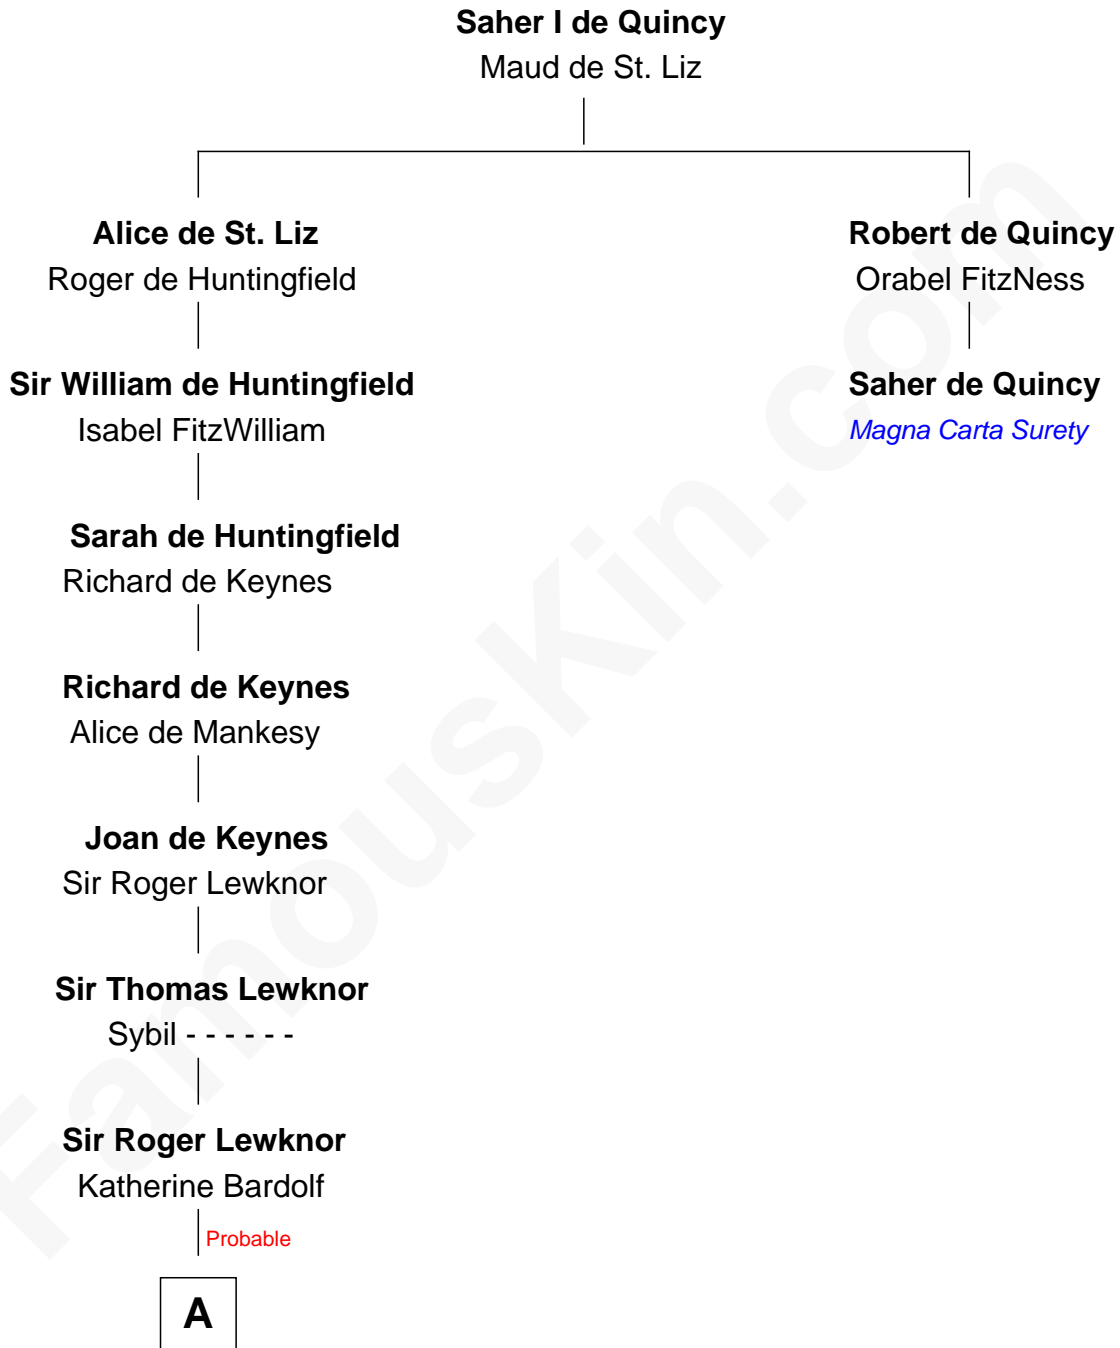 Saher I de Quincy
Maud de St. Liz
Alice de St. Liz
Roger de Huntingfield
Robert de Quincy
Orabel FitzNess
Sir William de Huntingfield
Isabel FitzWilliam
Saher de Quincy
Magna Carta Surety
Sarah de Huntingfield
Richard de Keynes
Richard de Keynes
Alice de Mankesy
Joan de Keynes
Sir Roger Lewknor
Sir Thomas Lewknor
Sybil - - - - - -
Sir Roger Lewknor
Katherine Bardolf
Probable
A
FamousKin.com